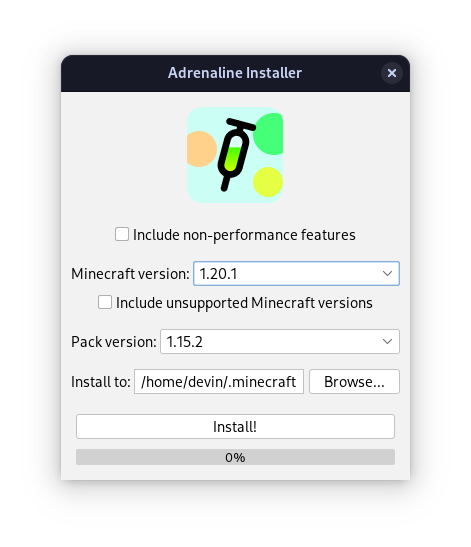 Adrenaline Installer
Include non-performance features
Minecraft version: 1.20.1
Include unsupported Minecraft versions
Pack version: 1.15.2
Install to: /home/devin/.minecraft Browse...
Install!
0%